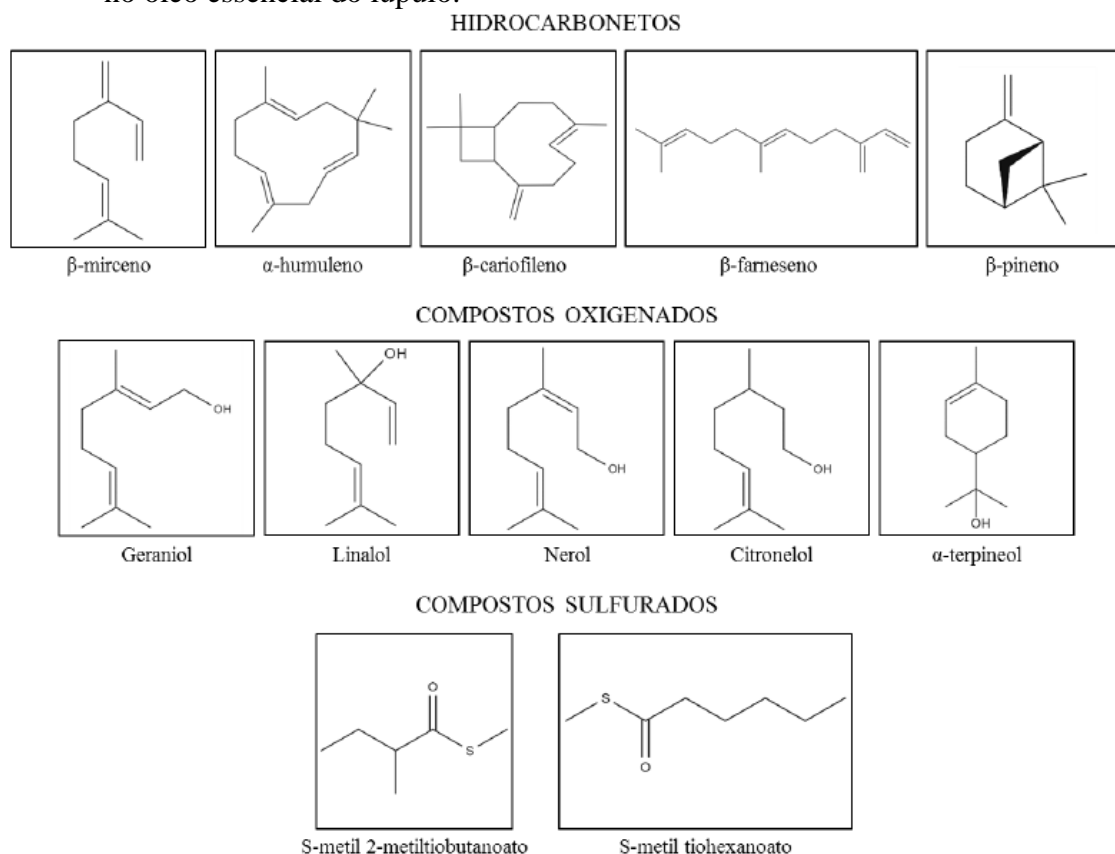 no óleo essencial do lúpulo.
HIDROCARBONETOS
β-mirceno α-humuleno β-cariofileno β-farneseno β-pineno
COMPOSTOS OXIGENADOS
OH
OH
OH
OH
OH
Geraniol Linalol Nerol Citronelol α-terpineol
COMPOSTOS SULFURADOS
O
S
S
O
S-metil 2-metiltiobutanoato S-metil tiohexanoato